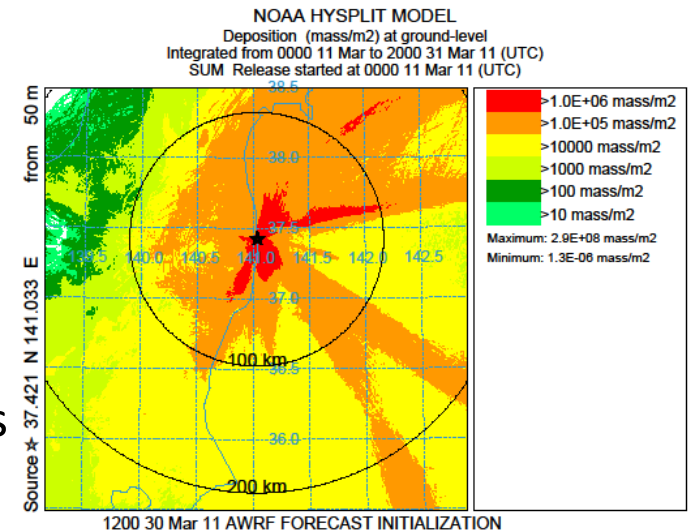 NOAA HYSPLIT MODEL
Deposition (mass/m2) at ground-level
Integrated from 0000 11 Mar to 2000 31 Mar 11 (UTC)
SUM Release started at 0000 11 Mar 11 (UTC)
Source ☆ 37.421 N 141.033 E from 50 m
s
38.5
38.0
37.5
139.5 140.0 140.5 141.0 141.5 142.0 142.5
37.0
100 km
36.5
36.0
200 km
>1.0E+06 mass/m2
>1.0E+05 mass/m2
>10000 mass/m2
>1000 mass/m2
>100 mass/m2
>10 mass/m2
Maximum: 2.9E+08 mass/m2
Minimum: 1.3E-06 mass/m2
1200 30 Mar 11 AWRF FORECAST INITIALIZATION